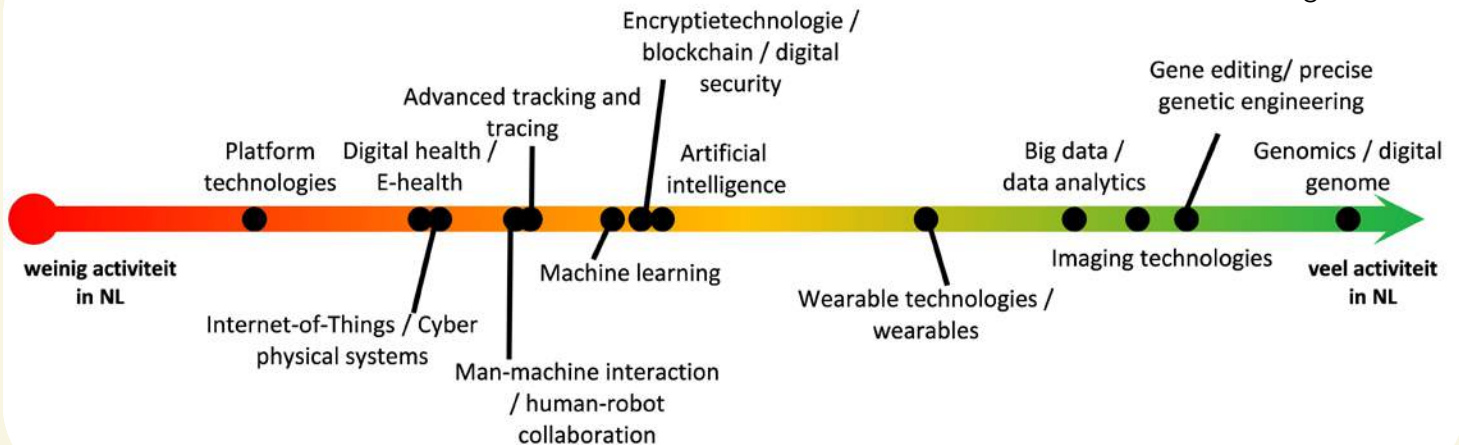 Encryptietechnologie /
blockchain / digital
security
Gene editing/ precise
genetic engineering
Advanced tracking and
tracing
Platform
technologies
Digital health /
E-health
Artificial
intelligence
Big data /
data analytics
Genomics / digital
genome
weinig activiteit
in NL
Machine learning
Imaging technologies
veel activiteit
in NL
Internet-of-Things / Cyber
physical systems
Wearable technologies /
wearables
Man-machine interaction
/ human-robot
collaboration